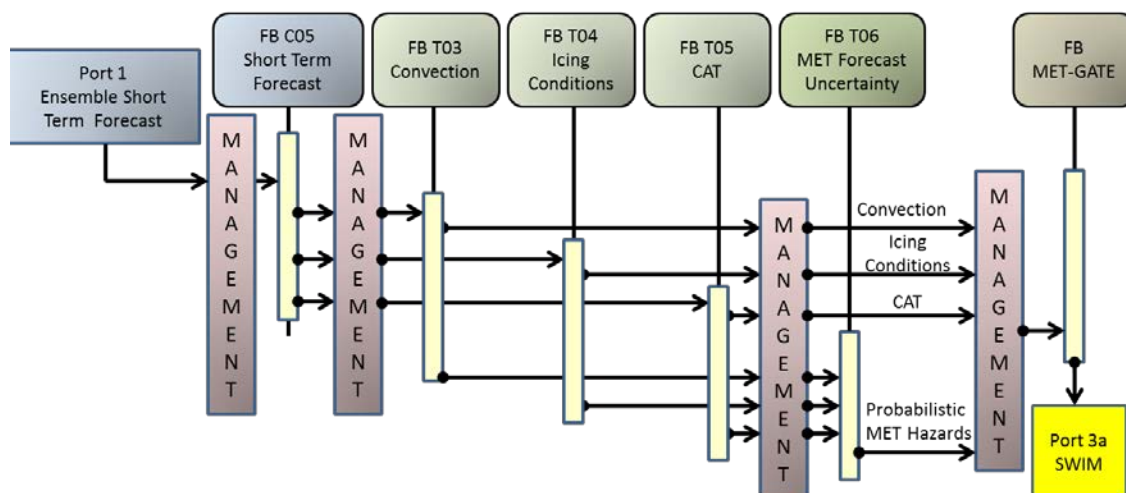 Port 1
Ensemble Short
Term Forecast
FB C05
Short Term
Forecast
FB T03
Convection
FB T04
Icing
Conditions
FB T05
CAT
FB T06
MET Forecast
Uncertainty
FB
MET-GATE
M
A
N
A
G
E
M
E
N
T
M
A
N
A
G
E
M
E
N
T
M
A
N
A
G
E
M
E
N
T
M
A
N
A
G
E
M
E
N
T
Convection
Icing
Conditions
CAT
Probabilistic
MET Hazards
Port 3a
SWIM